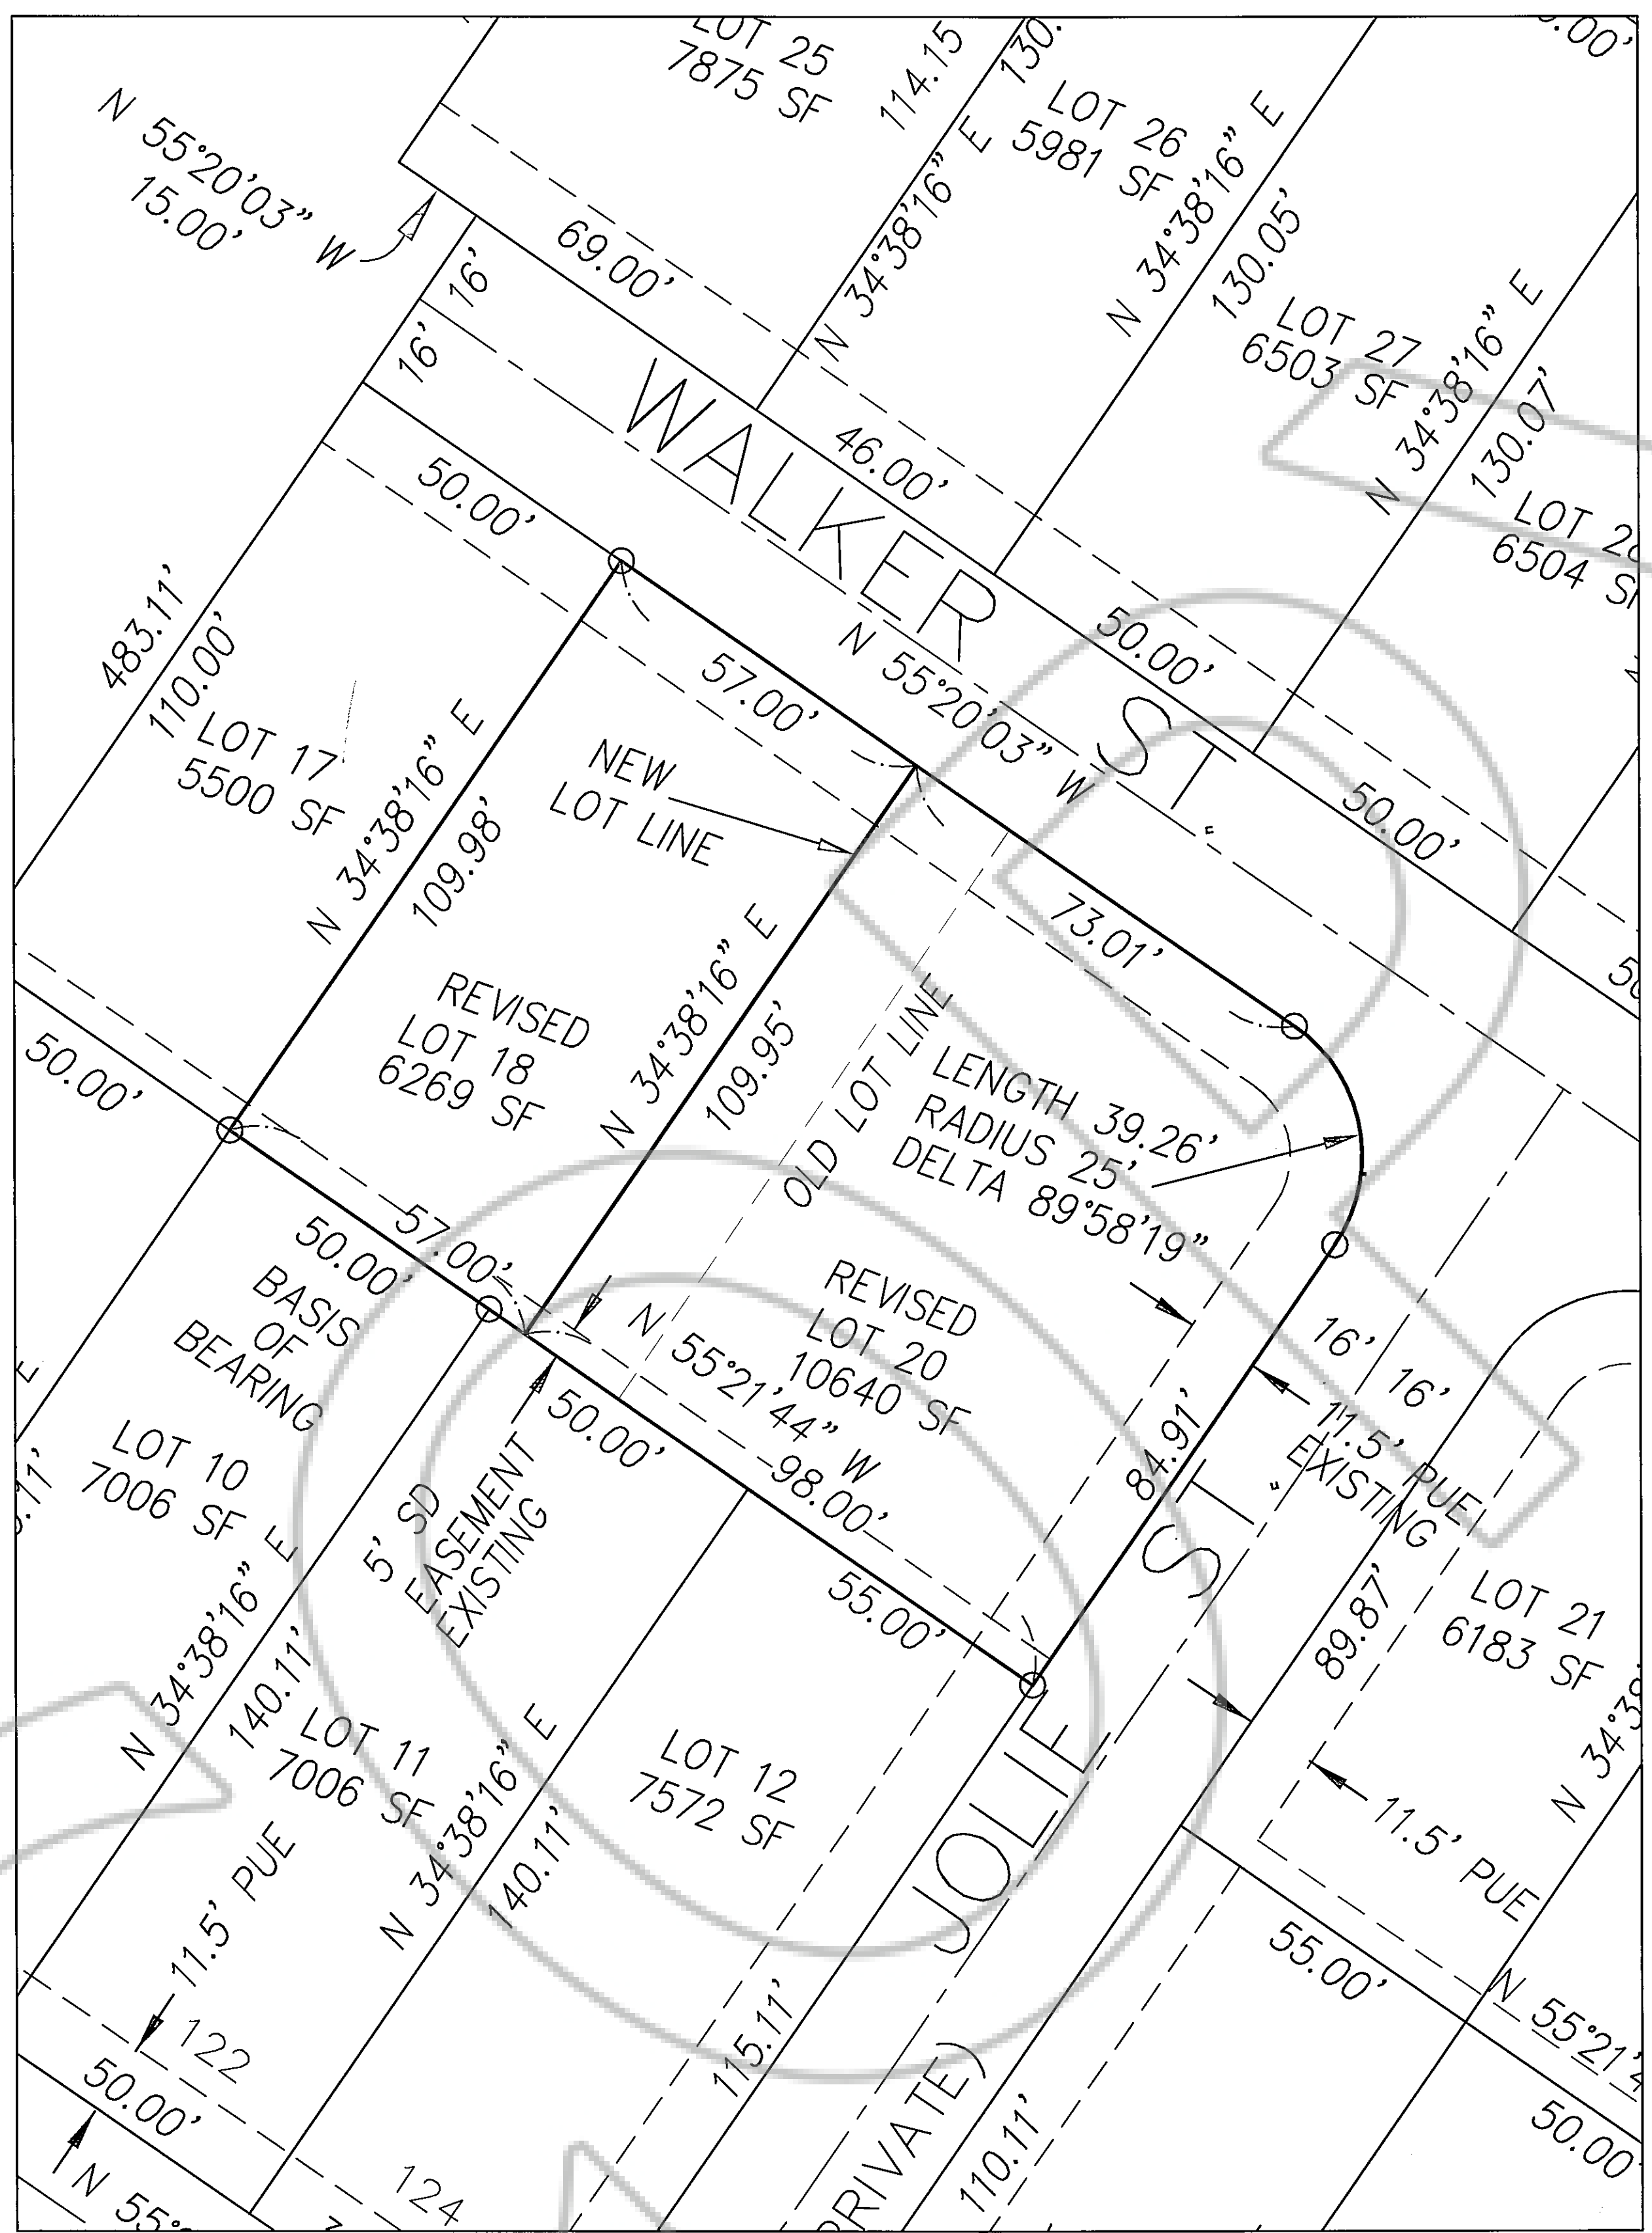 LOT 25
7875 SF
114.15
N 34°38'16" E
130.
LOT 26
5981 SF
N 34°38'16" E
130.05'
.00'
N 55°20'03" W
15.00'
69.00'
16'
16'
LOT 27
6503 SF
N 34°38'16" E
130.07'
LOT 2
6504 S
WALKER ST
46.00'
50.00'
50.00'
50.00'
N 55°20'03" W
483.11'
110.00'
LOT 17
5500 SF
N 34°38'16" E
109.98'
57.00'
NEW
LOT LINE
73.01'
N 34°38'16" E
109.95'
OLD LOT LINE
REVISED
LOT 18
6269 SF
LENGTH 39.26'
RADIUS 25'
DELTA 89°58'19"
50.00'
57.00'
50.00'
BASIS
OF
BEARING
REVISED
LOT 20
10640 SF
N 55°21'44" W
98.00'
84.91'
16'
16'
11.5' PUE
EXISTING
50.00'
5' SD
EASEMENT
EXISTING
55.00'
LOT 10
7006 SF
E
.11'
N 34°38'16" E
140.11'
LOT 11
7006 SF
N 34°38'16" E
140.11'
LOT 12
7572 SF
JOLIE ST
PRIVATE)
89.87'
LOT 21
6183 SF
N 34°38'
11.5' PUE
11.5' PUE
122
50.00'
124
N 55°
115.11'
110.11'
55.00'
N 55°21'4
50.00